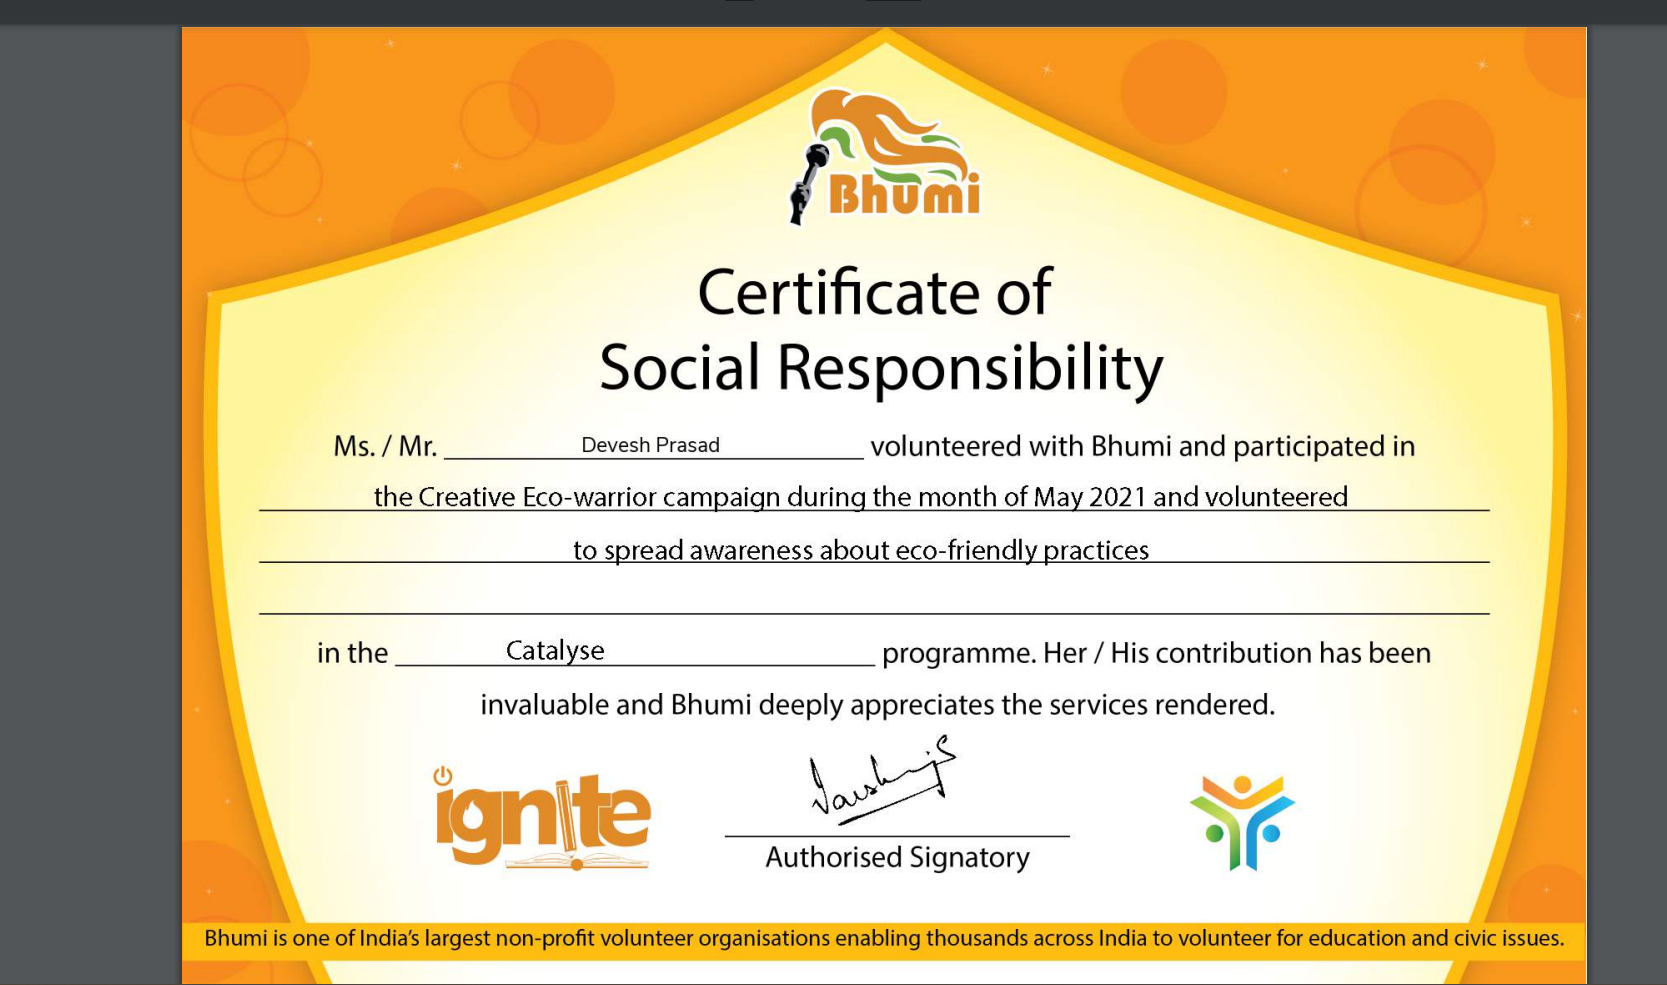 Bhumi
Certificate of
Social Responsibility
Ms. / Mr. Devesh Prasad volunteered with Bhumi and participated in
the Creative Eco-warrior campaign during the month of May 2021 and volunteered
to spread awareness about eco-friendly practices
in the Catalyse programme. Her / His contribution has been
invaluable and Bhumi deeply appreciates the services rendered.
ignite
Authorised Signatory
Bhumi is one of India's largest non-profit volunteer organisations enabling thousands across India to volunteer for education and civic issues.